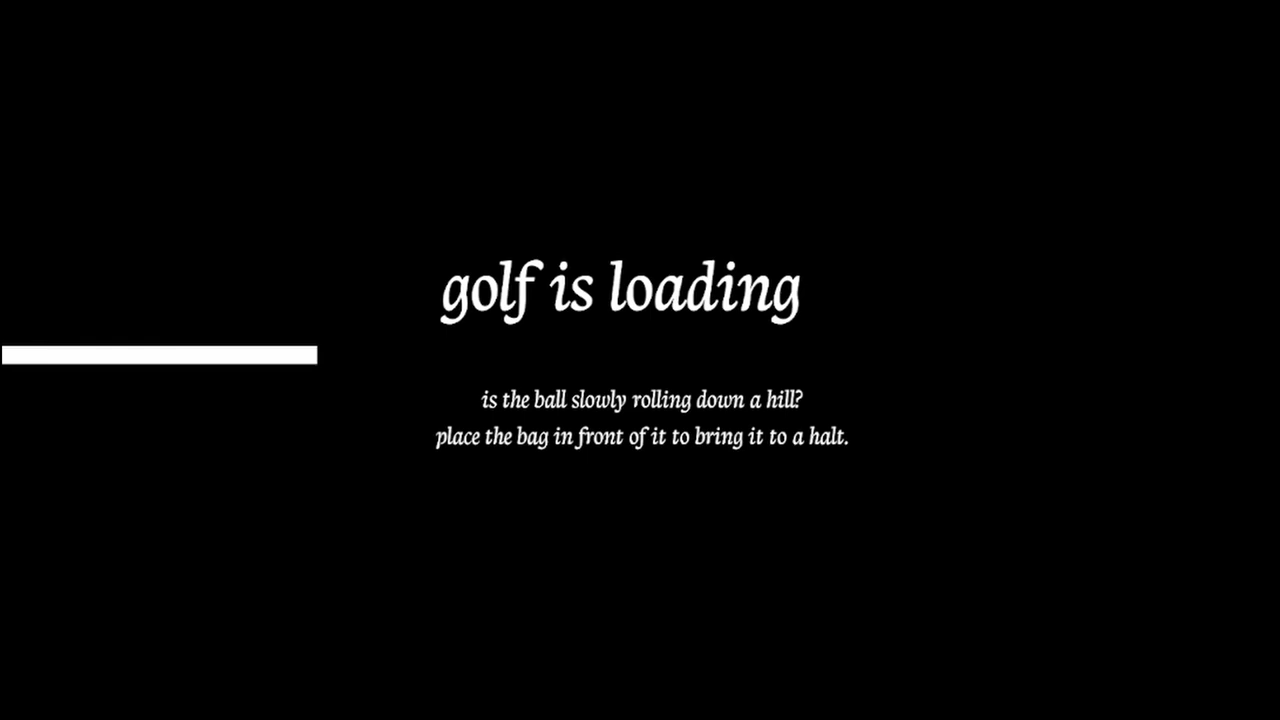 golf is loading
is the ball slowly rolling down a hill?
place the bag in front of it to bring it to a halt.